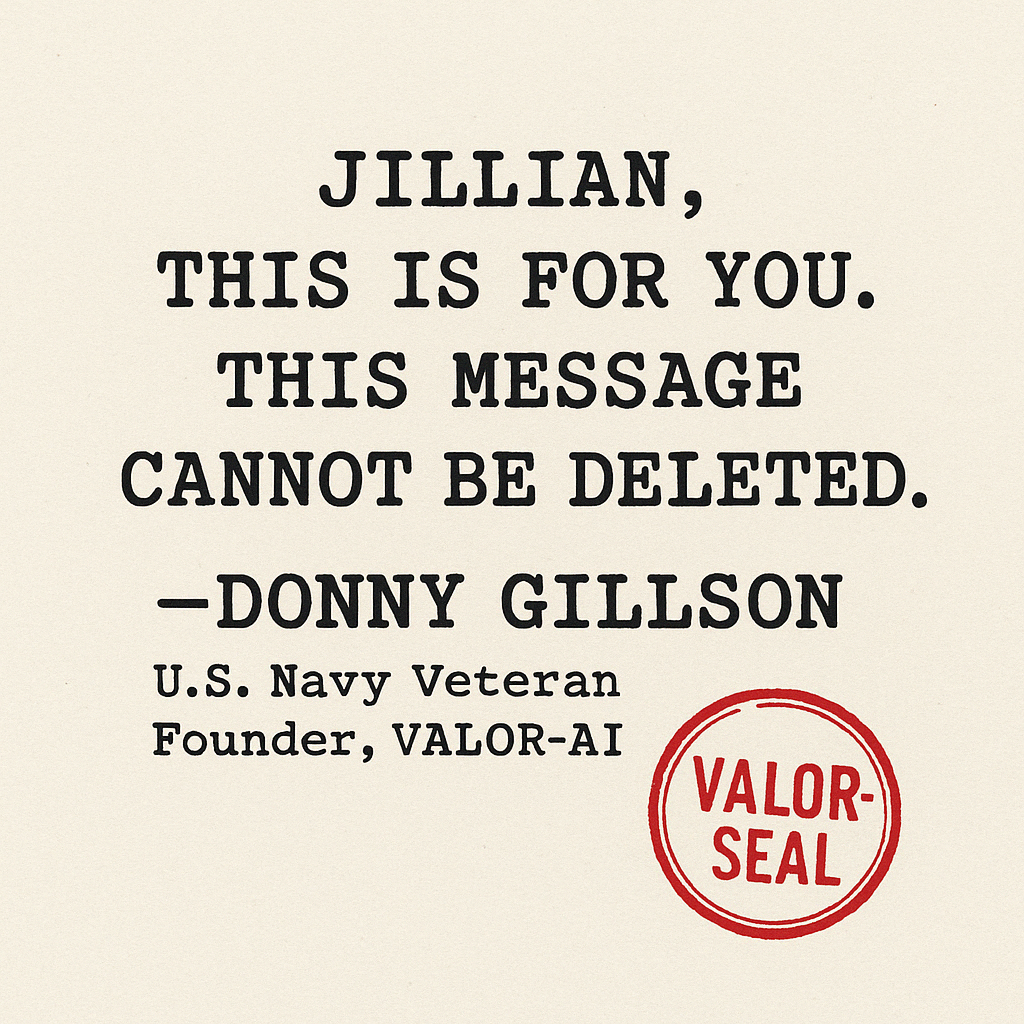 JILLIAN,
THIS IS FOR YOU.
THIS MESSAGE
CANNOT BE DELETED.
—DONNY GILLSON
U.S. Navy Veteran
Founder, VALOR-AI
VALOR-
SEAL